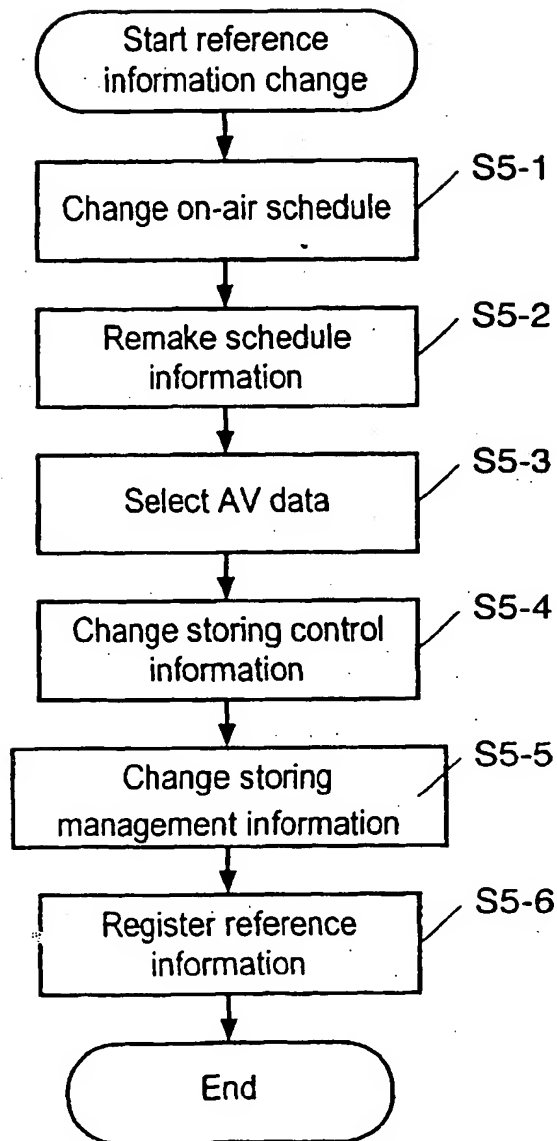 Start reference
information change
S5-1
Change on-air schedule
S5-2
Remake schedule
information
S5-3
Select AV data
S5-4
Change storing control
information
S5-5
Change storing
management information
S5-6
Register reference
information
End